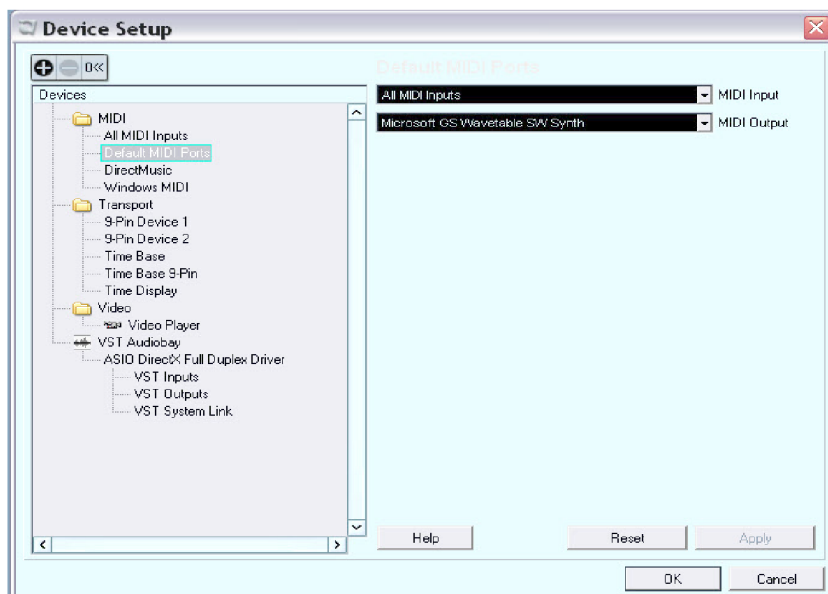 Device Setup
Devices
MIDI
All MIDI Inputs
Default MIDI Ports
DirectMusic
Windows MIDI
Transport
9-Pin Device 1
9-Pin Device 2
Time Base
Time Base 9-Pin
Time Display
Video
Video Player
VST Audiobay
ASIO DirectX Full Duplex Driver
VST Inputs
VST Outputs
VST System Link
Default MIDI Ports
All MIDI Inputs MIDI Input
Microsoft GS Wavetable SW Synth MIDI Output
Help Reset Apply
OK Cancel